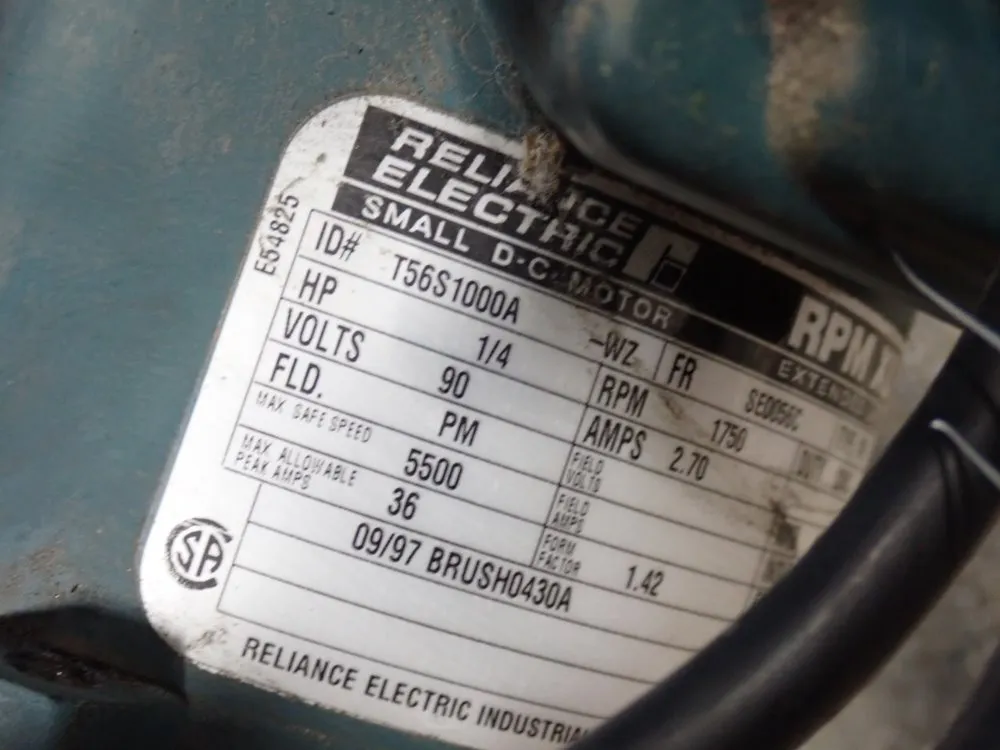 RELIANCE
ELECTRIC
SMALL D-C MOTOR
RPM X
E54825
ID# T56S1000A -WZ FR SE0056C
HP 1/4 RPM 1750
VOLTS 90 AMPS 2.70
FLD. PM FIELD VOLTS
MAX SAFE SPEED 5500 FIELD AMPS
MAX ALLOWABLE PEAK AMPS 36 FORM FACTOR 1.42
09/97 BRUSH0430A
SA
RELIANCE ELECTRIC INDUSTRIAL